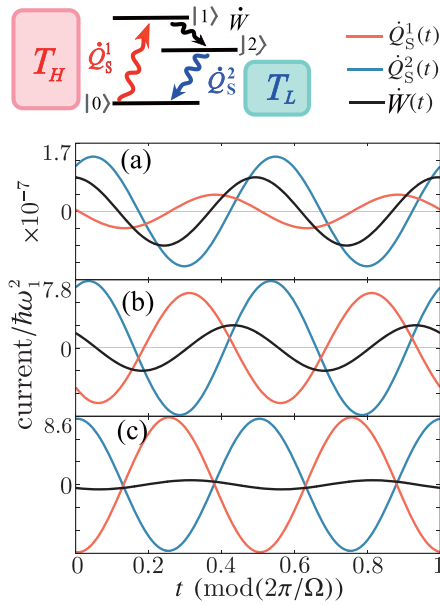 |1⟩
Ẇ
T_H
Q̇_S^1
|2⟩
Q̇_S^2
T_L
|0⟩
Q̇_S^1(t)
Q̇_S^2(t)
Ẇ(t)
current/ħω_1^2
×10^{-7}
1.7
(a)
0
7.8
(b)
0
8.6
(c)
0
0 0.2 0.4 0.6 0.8 1
t (mod(2π/Ω)